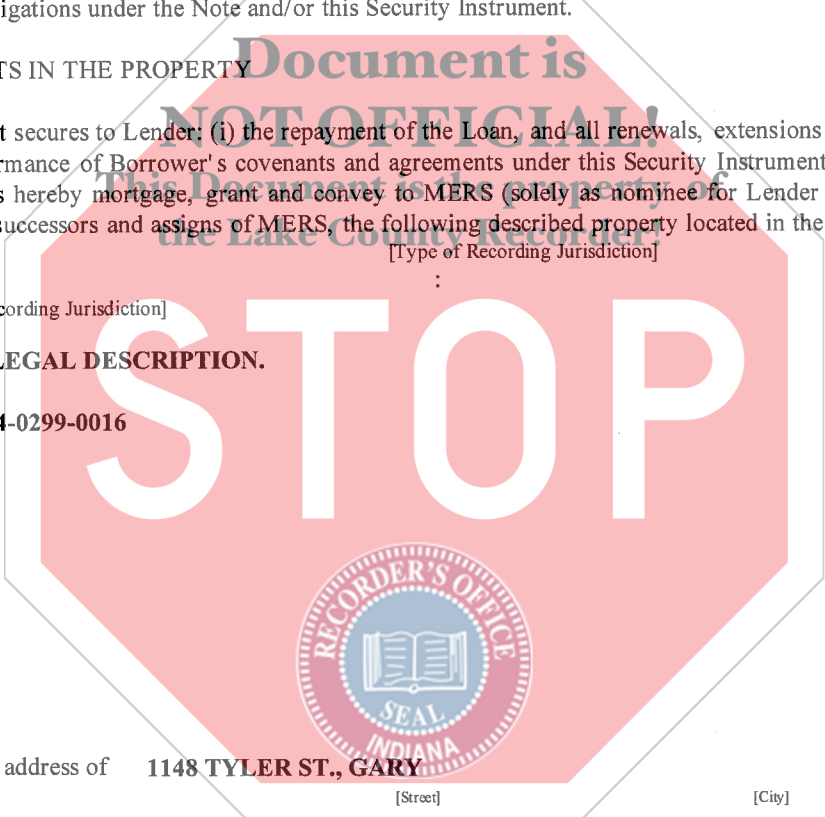 igations under the Note and/or this Security Instrument.
TS IN THE PROPERTY
Document is
NOT OFFICIAL!
This Document is the property of
the Lake County Recorder!
t secures to Lender: (i) the repayment of the Loan, and all renewals, extensions
rmance of Borrower's covenants and agreements under this Security Instrument
s hereby mortgage, grant and convey to MERS (solely as nominee for Lender
successors and assigns of MERS, the following described property located in the
[Type of Recording Jurisdiction]
:
cording Jurisdiction]
LEGAL DESCRIPTION.
4-0299-0016
STOP
RECORDER'S OFFICE
SEAL
INDIANA
address of 1148 TYLER ST., GARY
[Street] [City]